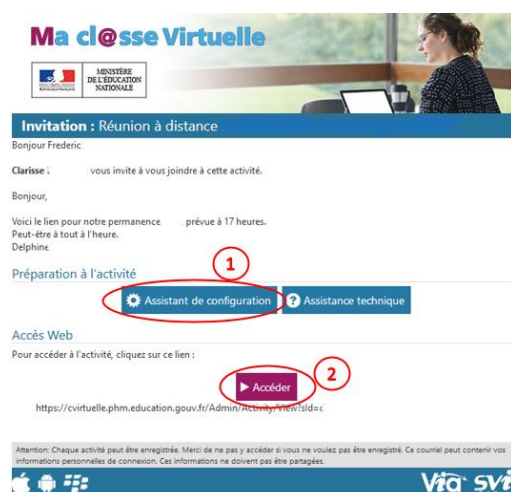 Ma cl@sse Virtuelle
MINISTÈRE
DE L'ÉDUCATION
NATIONALE
Invitation : Réunion à distance
Bonjour Frederic
Clarisse vous invite à vous joindre à cette activité.
Bonjour,
Voici le lien pour notre permanence prévue à 17 heures.
Peut-être à tout à l'heure.
Delphine
1
Préparation à l'activité
Assistant de configuration
? Assistance technique
Accès Web
Pour accéder à l'activité, cliquez sur ce lien :
2
Accéder
https://cvirtuelle.phm.education.gouv.fr/Admin/Activity/View?sId=
Attention: Chaque activité peut être enregistrée. Merci de ne pas y accéder si vous ne voulez pas être enregistré. Ce courriel peut contenir vos
informations personnelles de connexion. Ces informations ne doivent pas être partagées.
Via svi